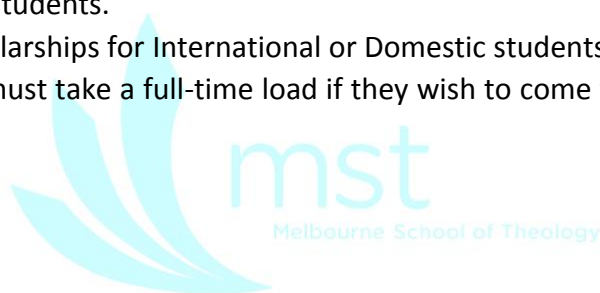 tudents.
larships for International or Domestic students
must take a full-time load if they wish to come
mst
Melbourne School of Theology